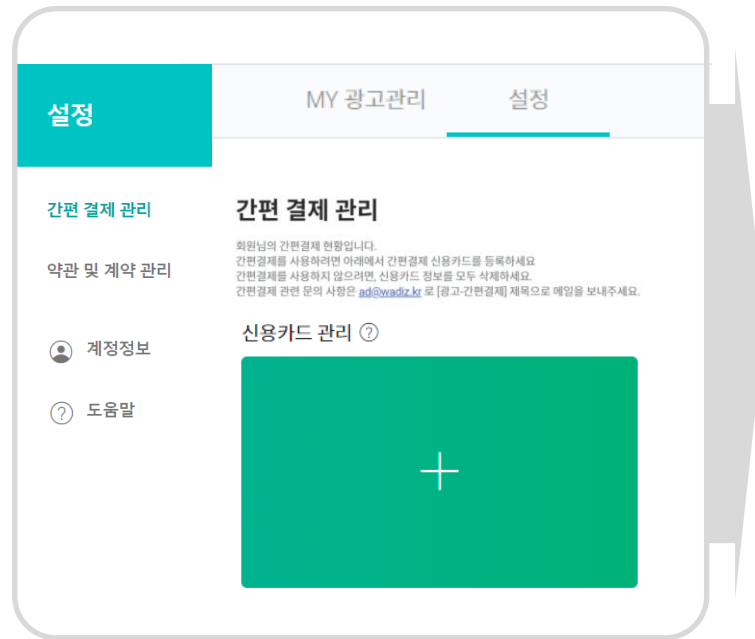 설정
MY 광고관리
설정
간편 결제 관리
약관 및 계약 관리
계정정보
? 도움말
간편 결제 관리
회원님의 간편결제 현황입니다.
간편결제를 사용하려면 아래에서 간편결제 신용카드를 등록하세요
간편결제를 사용하지 않으려면, 신용카드 정보를 모두 삭제하세요.
간편결제 관련 문의 사항은 ad@wadiz.kr 로 [광고-간편결제] 제목으로 메일을 보내주세요.
신용카드 관리 ?